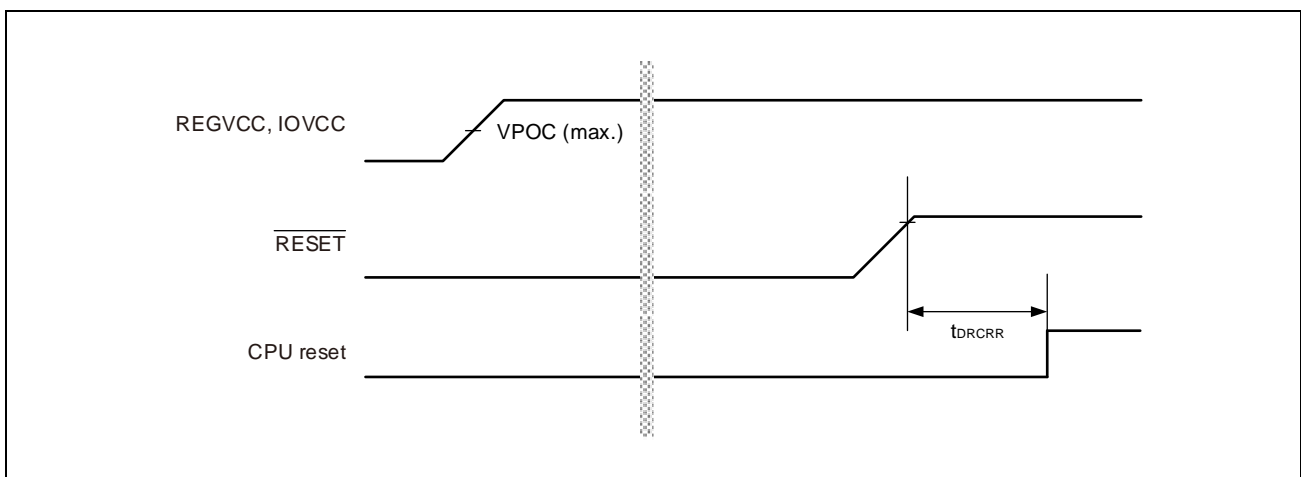 REGVCC, IOVCC
VPOC (max.)
RESET
tDRCRR
CPU reset